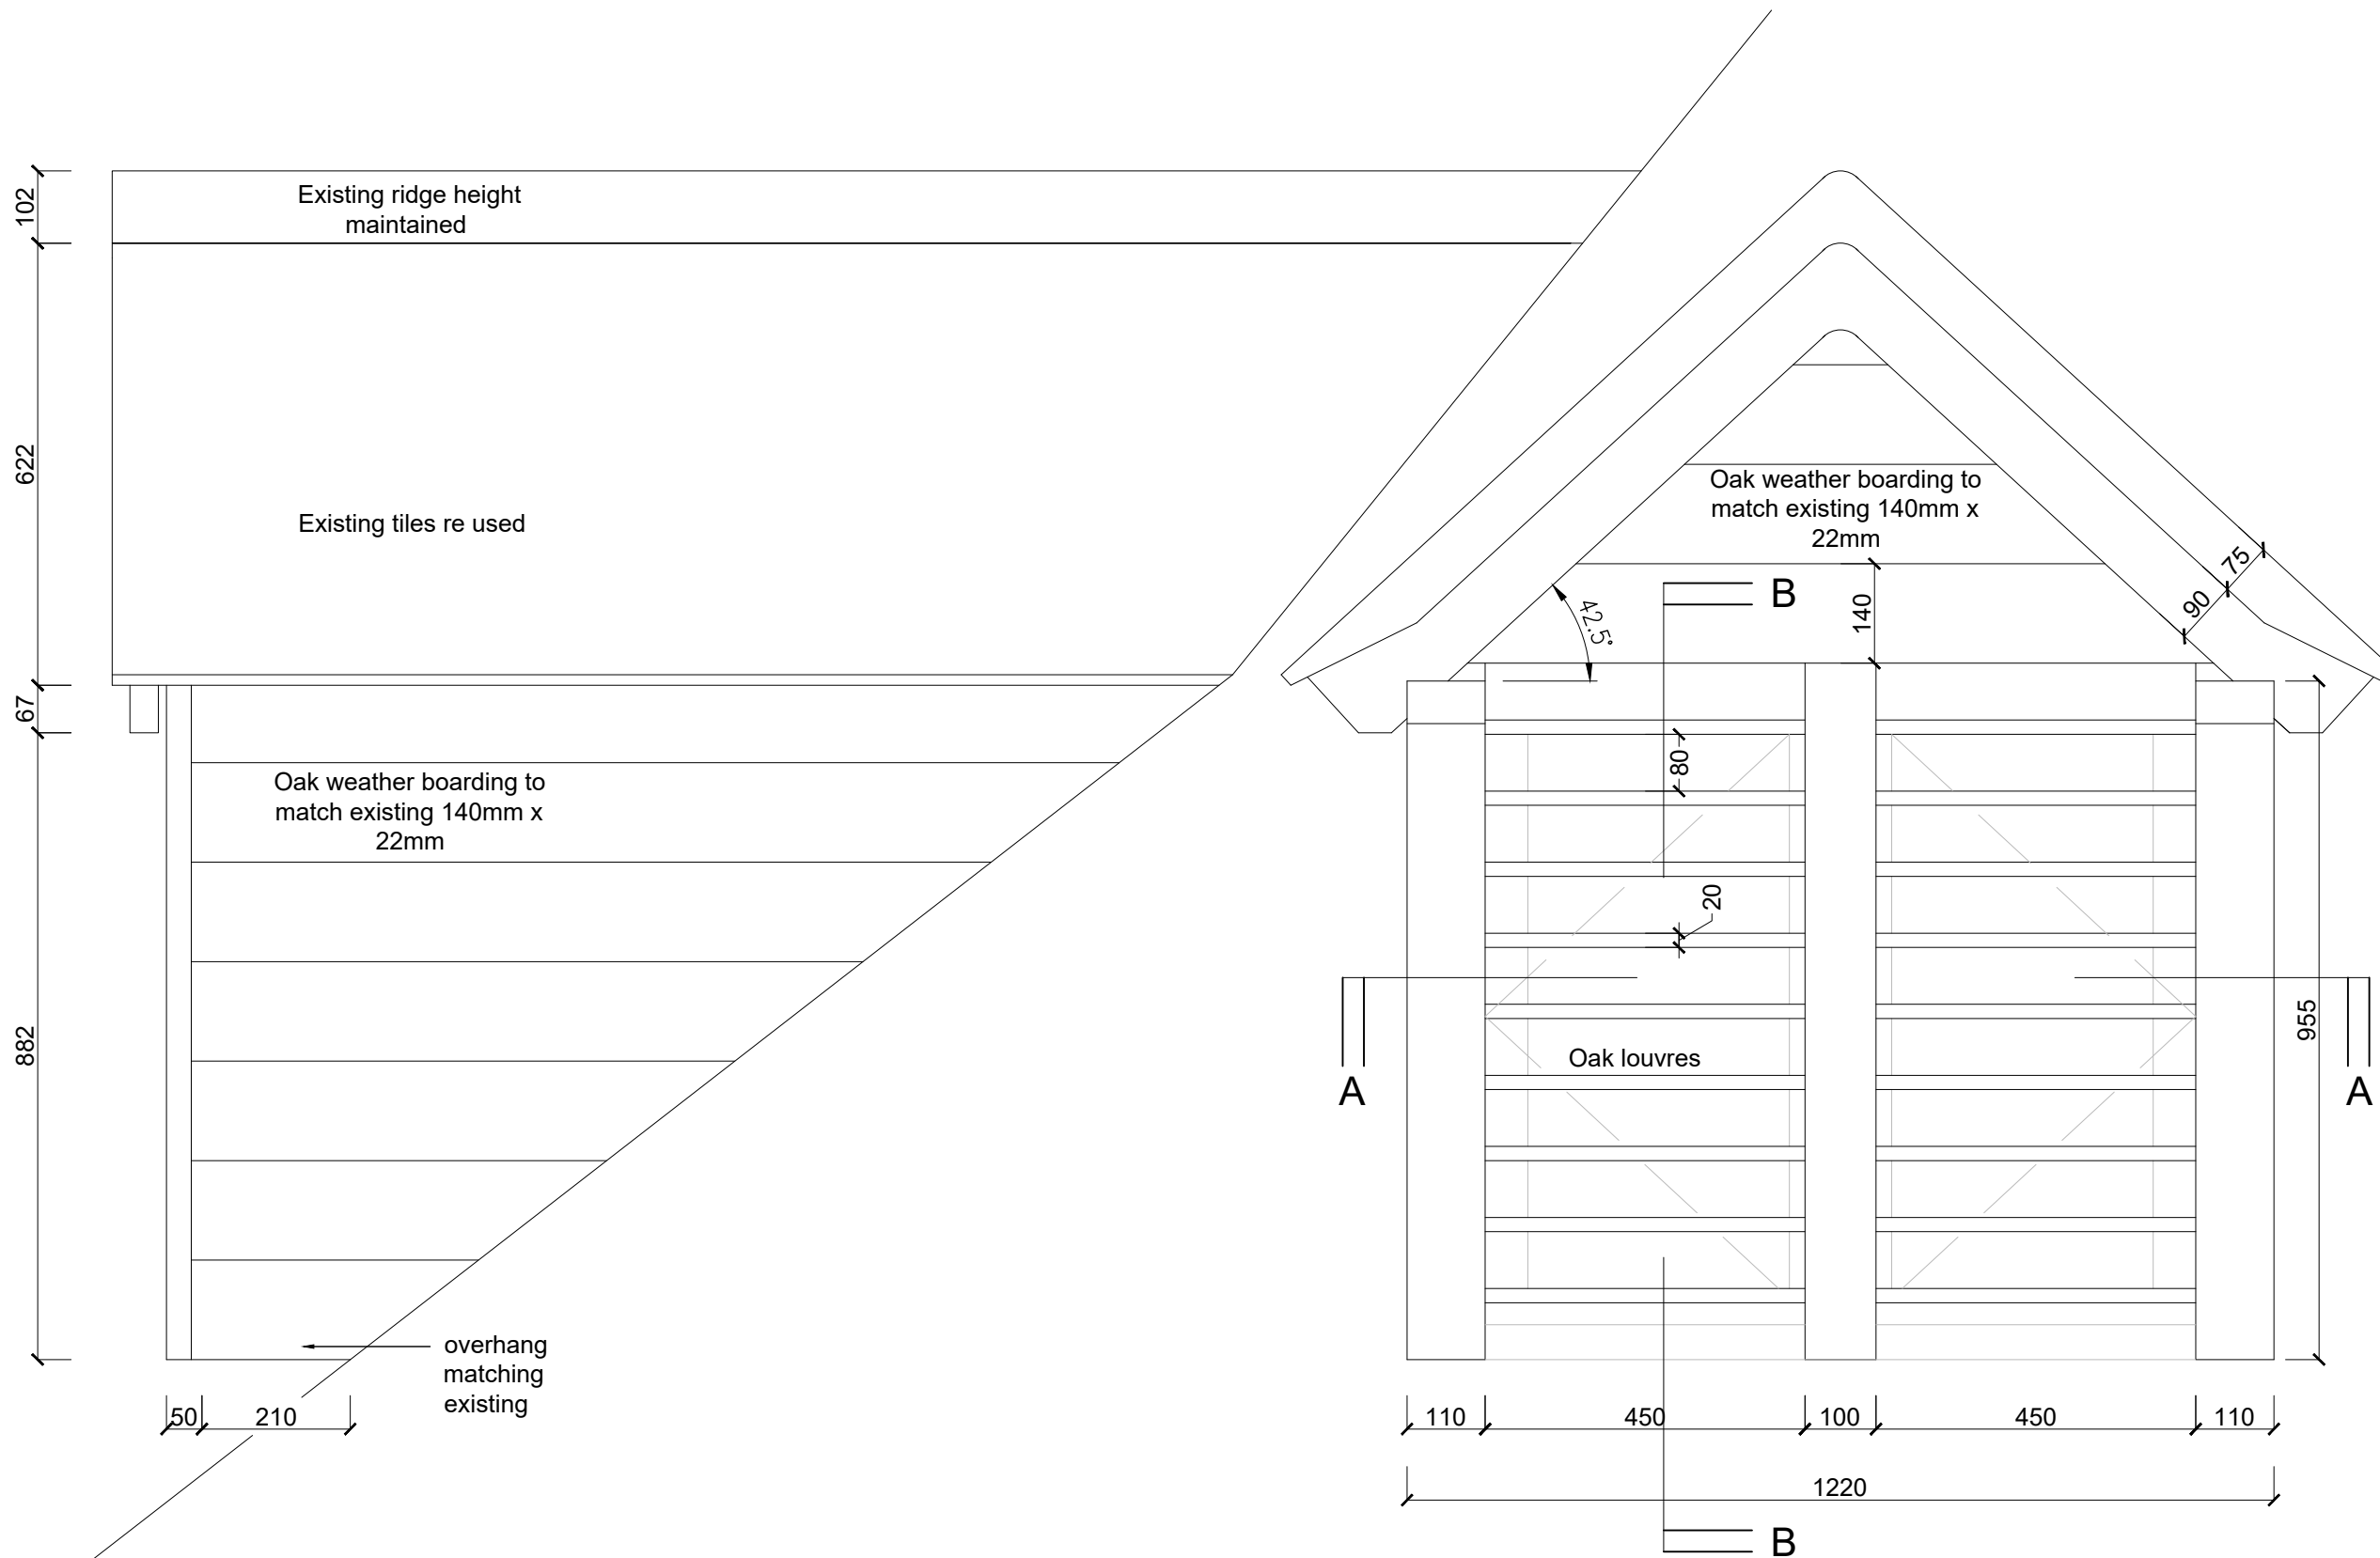 102
Existing ridge height
maintained
622
Existing tiles re used
67
Oak weather boarding to
match existing 140mm x
22mm
882
overhang
matching
existing
50
210
Oak weather boarding to
match existing 140mm x
22mm
75
90
B
140
42.5°
80
20
955
Oak louvres
A
A
110
450
100
450
110
1220
B